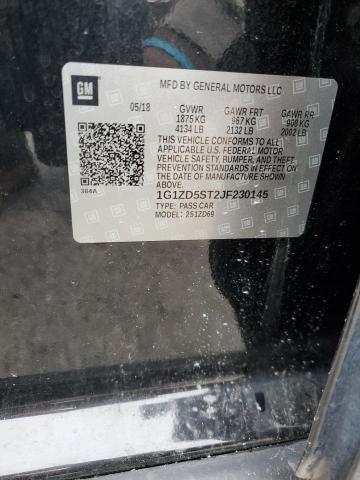 GM
MFD BY GENERAL MOTORS LLC
05/18 GVWR GAWR FRT GAWR RR
1875 KG 967 KG 908 KG
4134 LB 2132 LB 2002 LB
THIS VEHICLE CONFORMS TO ALL
APPLICABLE U.S. FEDERAL MOTOR
VEHICLE SAFETY, BUMPER, AND THEFT
PREVENTION STANDARDS IN EFFECT ON
THE DATE OF MANUFACTURE SHOWN
ABOVE.
384A
1G1ZD5ST2JF230145
TYPE: PASS CAR
MODEL: 251ZD69